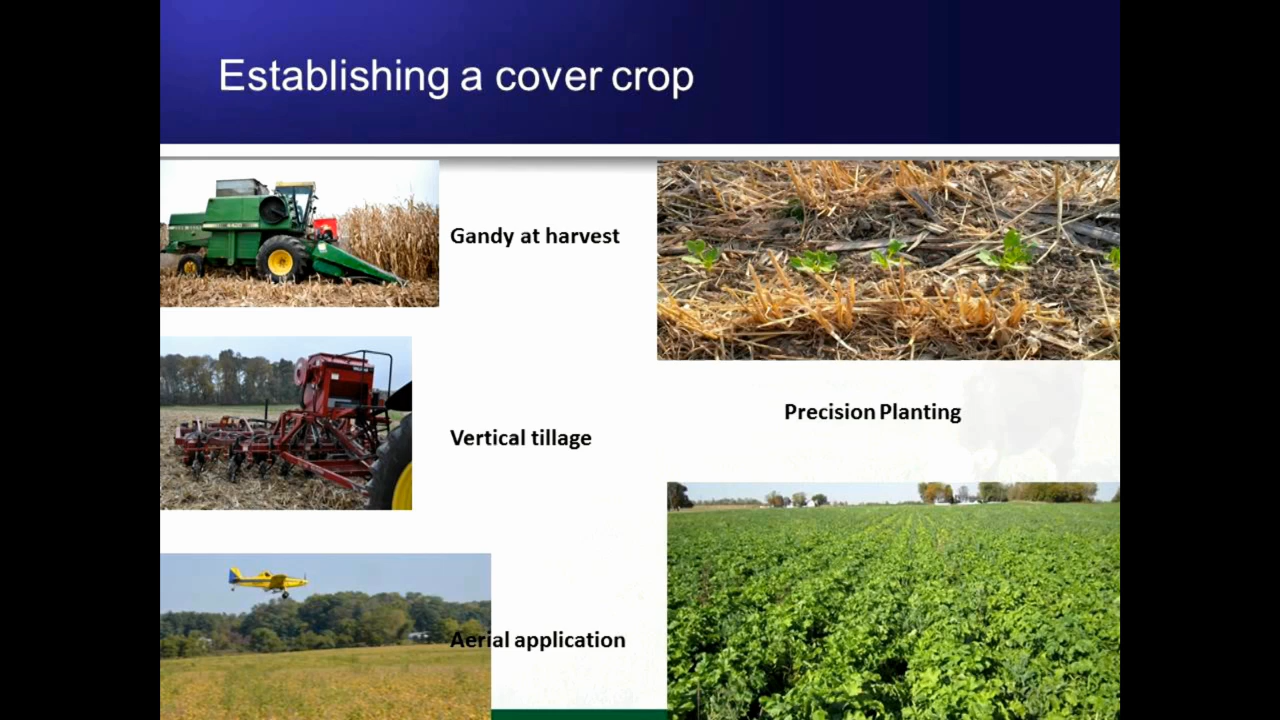 Establishing a cover crop
Gandy at harvest
Vertical tillage
Aerial application
Precision Planting